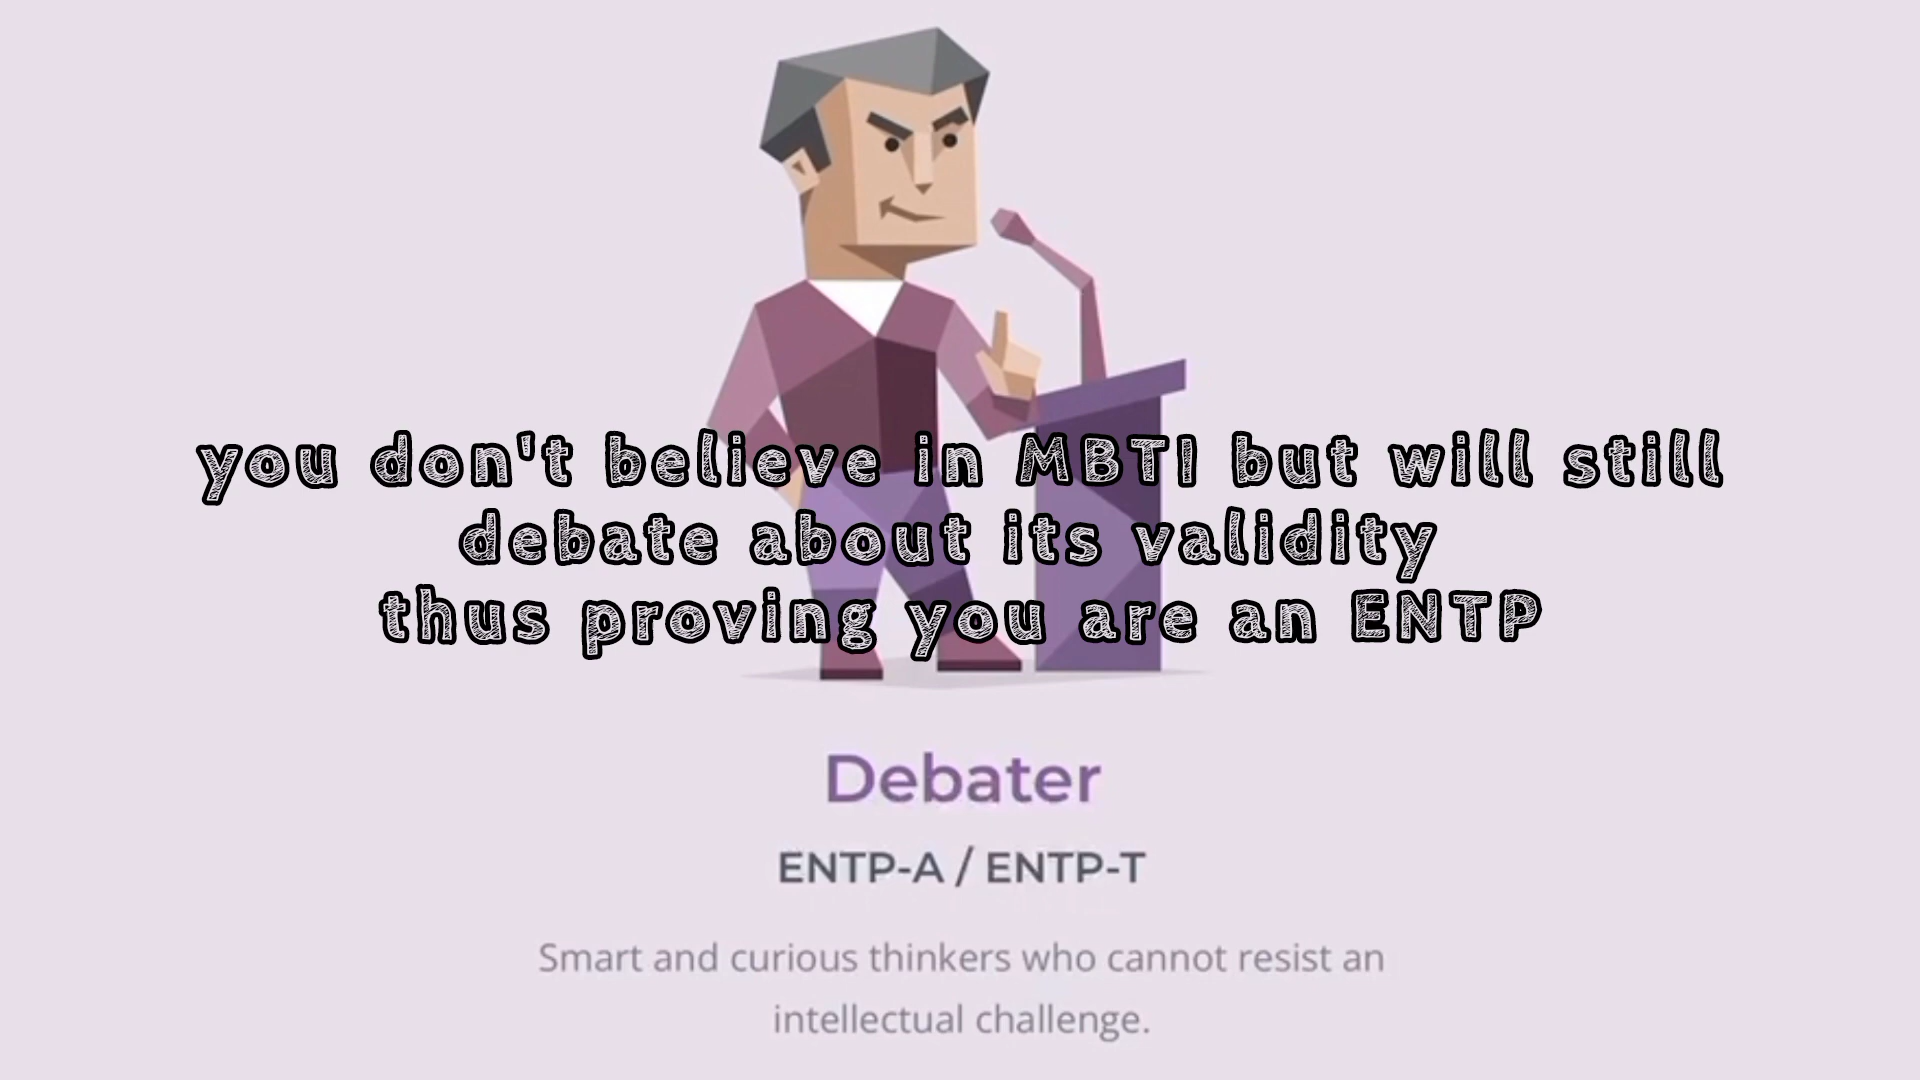 you don't believe in MBTI but will still
debate about its validity
thus proving you are an ENTP
Debater
ENTP-A / ENTP-T
Smart and curious thinkers who cannot resist an
intellectual challenge.